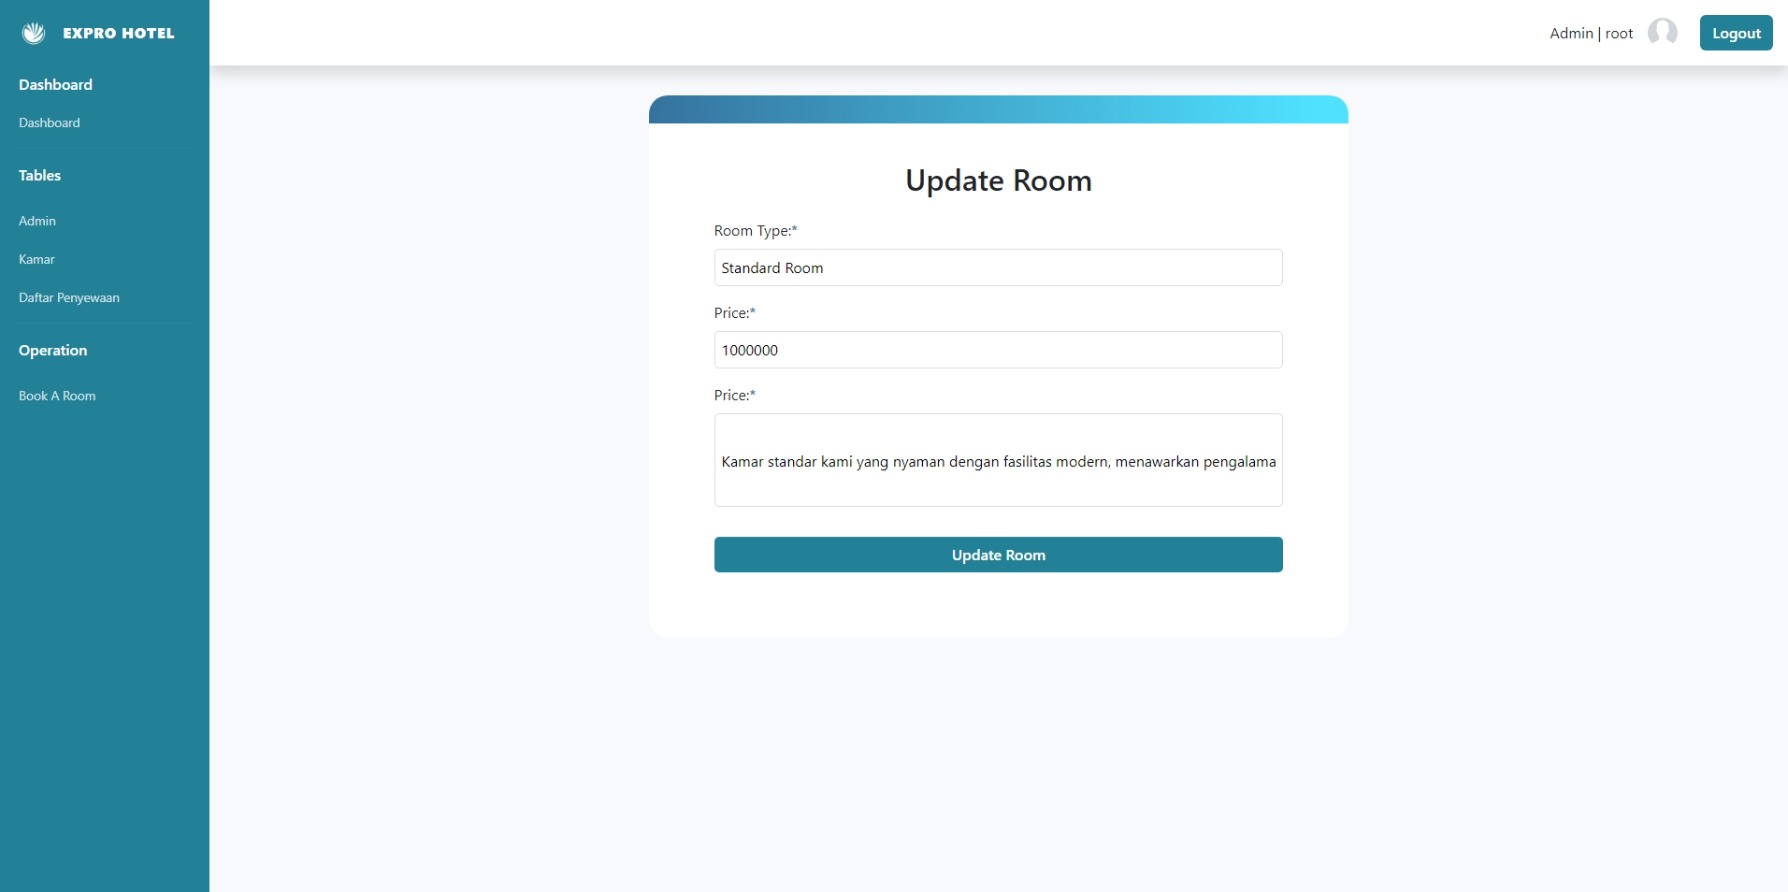 EXPRO HOTEL
Admin | root
Logout
Dashboard
Dashboard
Tables
Admin
Kamar
Daftar Penyewaan
Operation
Book A Room
Update Room
Room Type:*
Standard Room
Price:*
1000000
Price:*
Kamar standar kami yang nyaman dengan fasilitas modern, menawarkan pengalama
Update Room